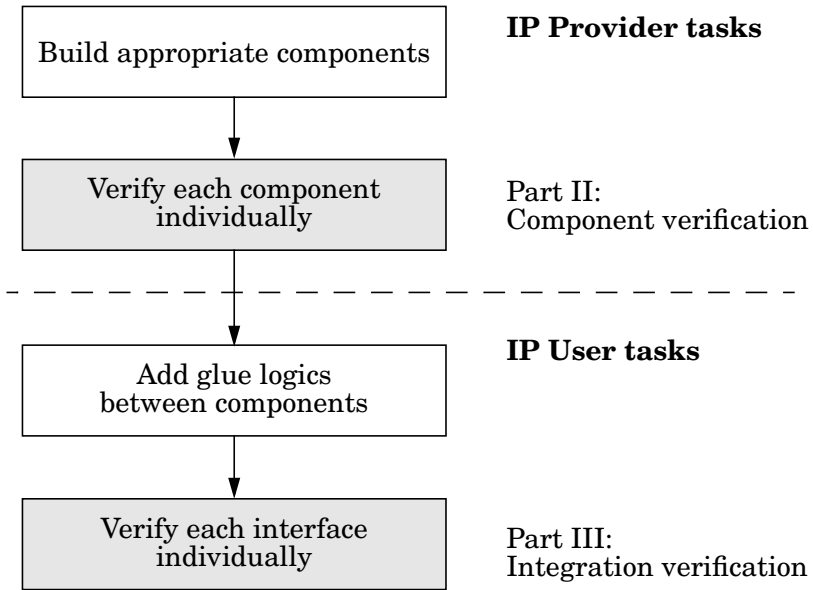 Build appropriate components
IP Provider tasks
Verify each component
individually
Part II:
Component verification
Add glue logics
between components
IP User tasks
Verify each interface
individually
Part III:
Integration verification